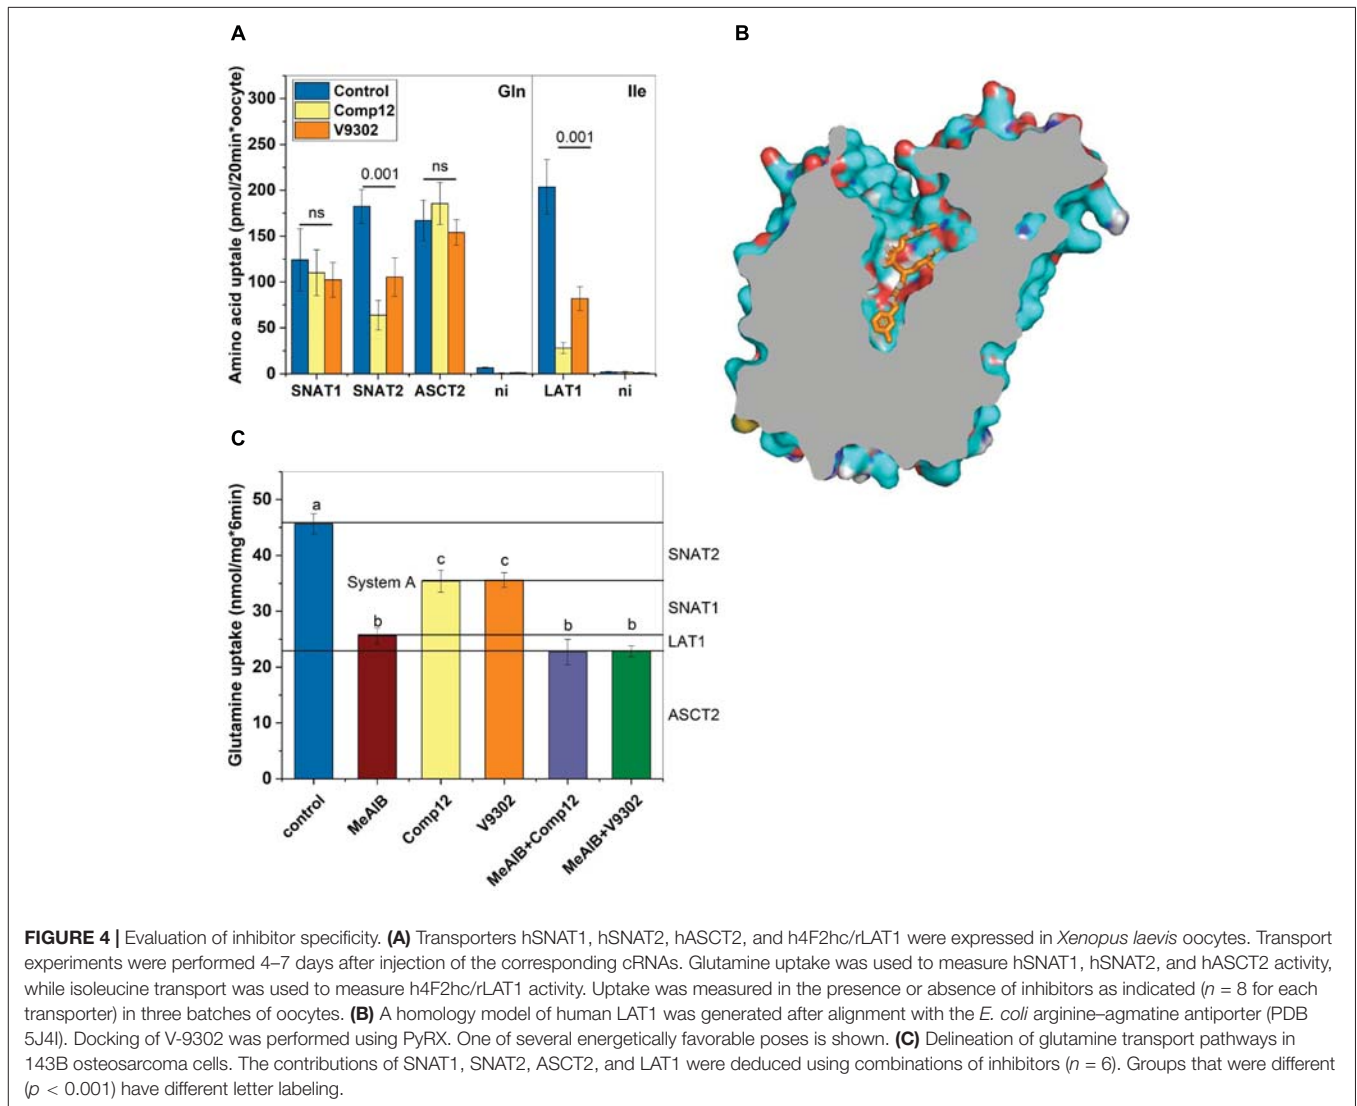 A
B
Amino acid uptake (pmol/20min*oocyte)
300
250
200
150
100
50
0
Control
Comp12
V9302
Gln
Ile
ns
0.001
ns
0.001
SNAT1
SNAT2
ASCT2
ni
LAT1
ni
C
Glutamine uptake (nmol/mg*6min)
50
40
30
20
10
0
a
b
System A
c
c
b
b
SNAT2
SNAT1
LAT1
ASCT2
control
MeAIB
Comp12
V9302
MeAIB+Comp12
MeAIB+V9302
FIGURE 4 | Evaluation of inhibitor specificity. (A) Transporters hSNAT1, hSNAT2, hASCT2, and h4F2hc/rLAT1 were expressed in Xenopus laevis oocytes. Transport
experiments were performed 4–7 days after injection of the corresponding cRNAs. Glutamine uptake was used to measure hSNAT1, hSNAT2, and hASCT2 activity,
while isoleucine transport was used to measure h4F2hc/rLAT1 activity. Uptake was measured in the presence or absence of inhibitors as indicated (n = 8 for each
transporter) in three batches of oocytes. (B) A homology model of human LAT1 was generated after alignment with the E. coli arginine–agmatine antiporter (PDB
5J4I). Docking of V-9302 was performed using PyRX. One of several energetically favorable poses is shown. (C) Delineation of glutamine transport pathways in
143B osteosarcoma cells. The contributions of SNAT1, SNAT2, ASCT2, and LAT1 were deduced using combinations of inhibitors (n = 6). Groups that were different
(p < 0.001) have different letter labeling.